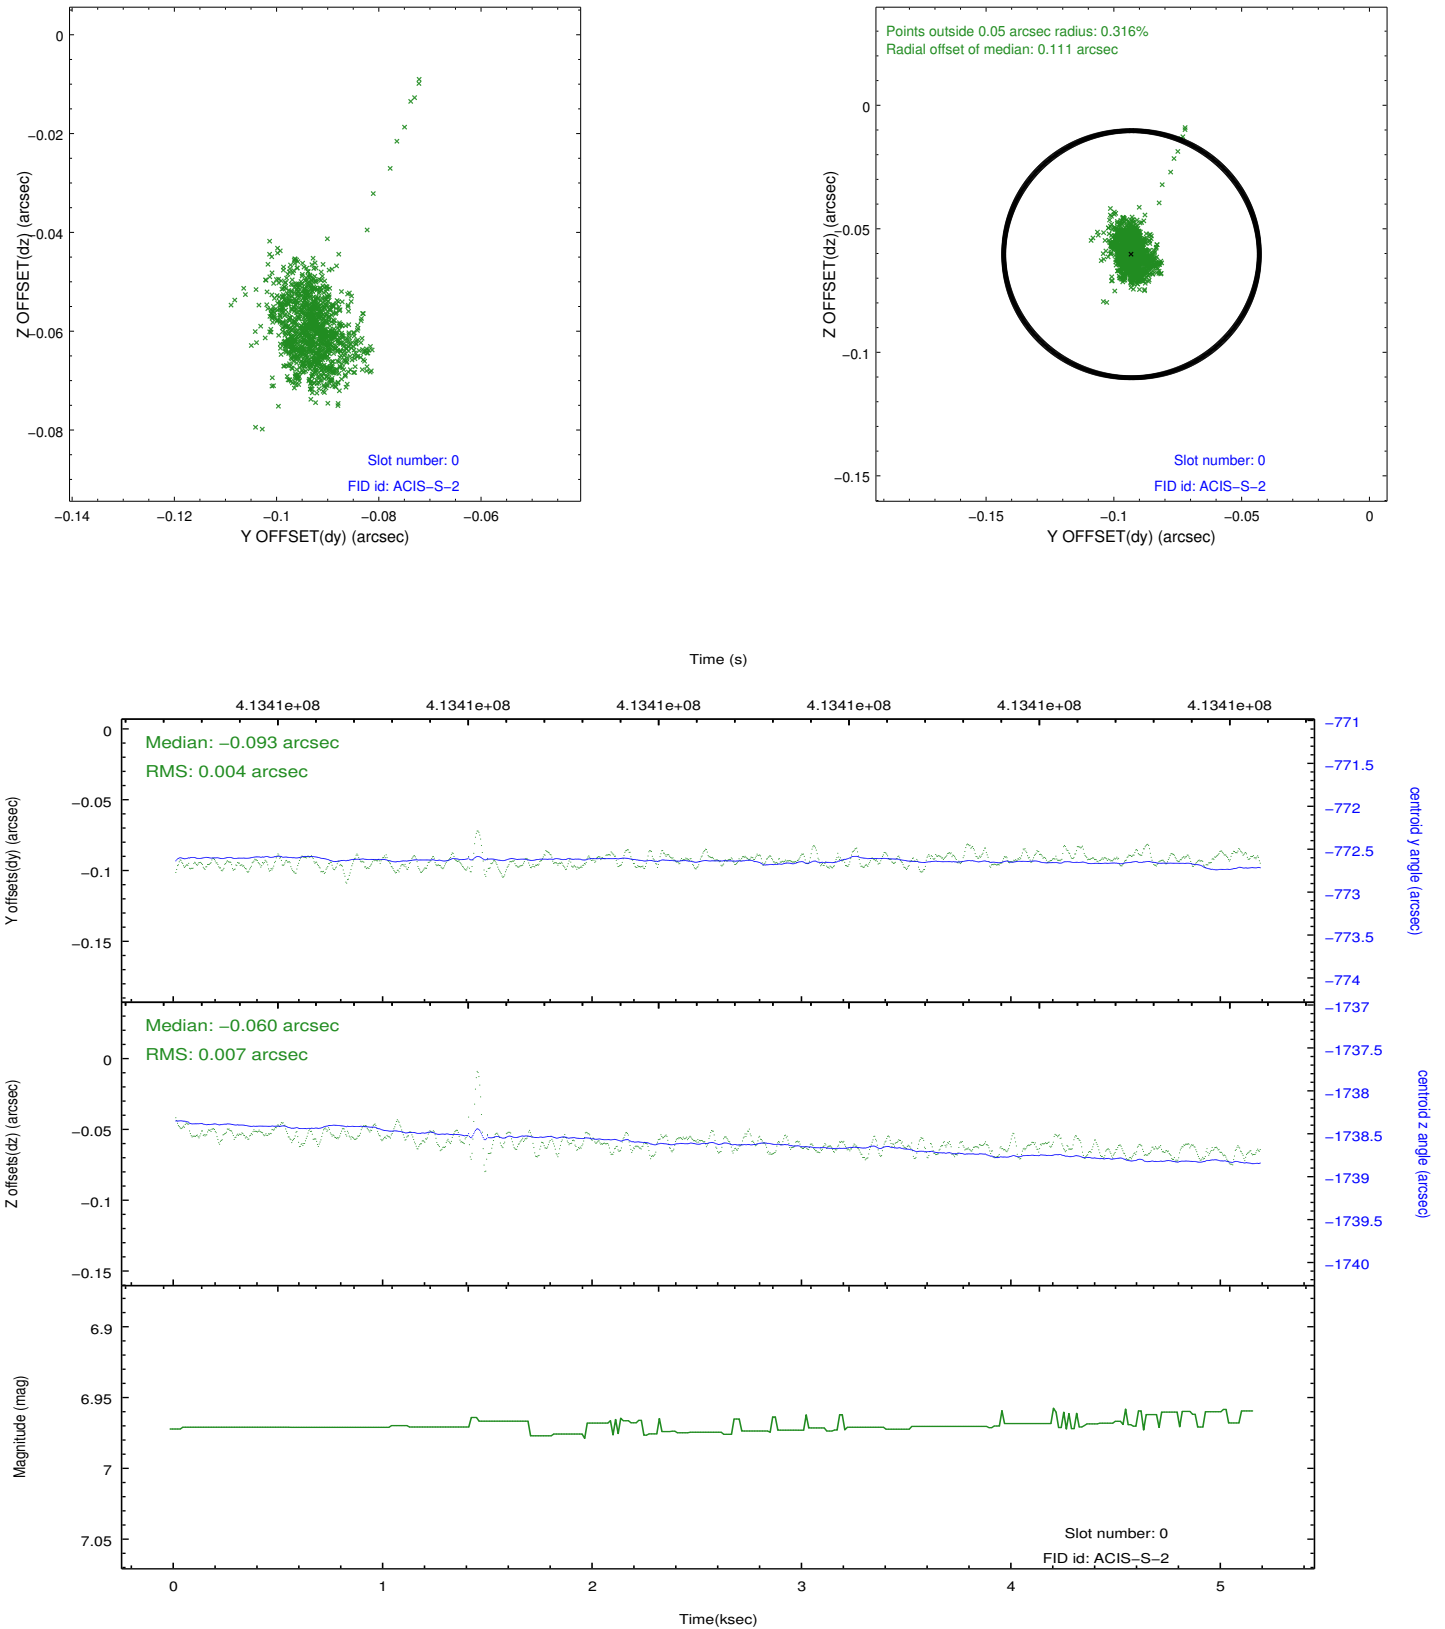 0
−0.02
−0.04
−0.06
−0.08
Z OFFSET(dz) (arcsec)
Slot number: 0
FID id: ACIS−S−2
−0.14 −0.12 −0.1 −0.08 −0.06
Y OFFSET(dy) (arcsec)
Points outside 0.05 arcsec radius: 0.316%
Radial offset of median: 0.111 arcsec
0
−0.05
−0.1
−0.15
Z OFFSET(dz) (arcsec)
Slot number: 0
FID id: ACIS−S−2
−0.15 −0.1 −0.05 0
Y OFFSET(dy) (arcsec)
Time (s)
4.1341e+08 4.1341e+08 4.1341e+08 4.1341e+08 4.1341e+08 4.1341e+08
Median: −0.093 arcsec
RMS: 0.004 arcsec
0
−0.05
−0.1
−0.15
Y offsets(dy) (arcsec)
−771
−771.5
−772
−772.5
−773
−773.5
−774
centroid y angle (arcsec)
Median: −0.060 arcsec
RMS: 0.007 arcsec
0
−0.05
−0.1
−0.15
Z offsets(dz) (arcsec)
−1737
−1737.5
−1738
−1738.5
−1739
−1739.5
−1740
centroid z angle (arcsec)
6.9
6.95
7
7.05
Magnitude (mag)
Slot number: 0
FID id: ACIS−S−2
0 1 2 3 4 5
Time(ksec)